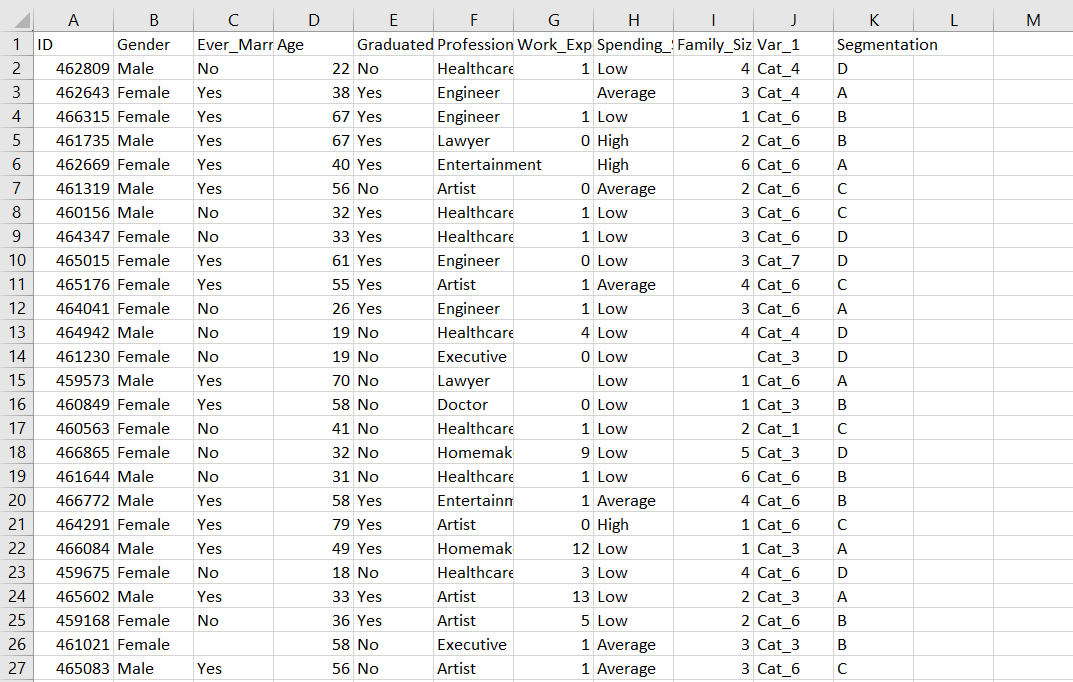 A B C D E F G H I J K L M
1 ID Gender Ever_Marr Age Graduated Profession Work_Exp Spending_S Family_Siz Var_1 Segmentation
2 462809 Male No 22 No Healthcare 1 Low 4 Cat_4 D
3 462643 Female Yes 38 Yes Engineer Average 3 Cat_4 A
4 466315 Female Yes 67 Yes Engineer 1 Low 1 Cat_6 B
5 461735 Male Yes 67 Yes Lawyer 0 High 2 Cat_6 B
6 462669 Female Yes 40 Yes Entertainment High 6 Cat_6 A
7 461319 Male Yes 56 No Artist 0 Average 2 Cat_6 C
8 460156 Male No 32 Yes Healthcare 1 Low 3 Cat_6 C
9 464347 Female No 33 Yes Healthcare 1 Low 3 Cat_6 D
10 465015 Female Yes 61 Yes Engineer 0 Low 3 Cat_7 D
11 465176 Female Yes 55 Yes Artist 1 Average 4 Cat_6 C
12 464041 Female No 26 Yes Engineer 1 Low 3 Cat_6 A
13 464942 Male No 19 No Healthcare 4 Low 4 Cat_4 D
14 461230 Female No 19 No Executive 0 Low Cat_3 D
15 459573 Male Yes 70 No Lawyer Low 1 Cat_6 A
16 460849 Female Yes 58 No Doctor 0 Low 1 Cat_3 B
17 460563 Female No 41 No Healthcare 1 Low 2 Cat_1 C
18 466865 Female No 32 No Homemak 9 Low 5 Cat_3 D
19 461644 Male No 31 No Healthcare 1 Low 6 Cat_6 B
20 466772 Male Yes 58 Yes Entertainm 1 Average 4 Cat_6 B
21 464291 Female Yes 79 Yes Artist 0 High 1 Cat_6 C
22 466084 Male Yes 49 Yes Homemak 12 Low 1 Cat_3 A
23 459675 Female No 18 No Healthcare 3 Low 4 Cat_6 D
24 465602 Male Yes 33 Yes Artist 13 Low 2 Cat_3 A
25 459168 Female No 36 Yes Artist 5 Low 2 Cat_6 B
26 461021 Female 58 No Executive 1 Average 3 Cat_3 B
27 465083 Male Yes 56 No Artist 1 Average 3 Cat_6 C